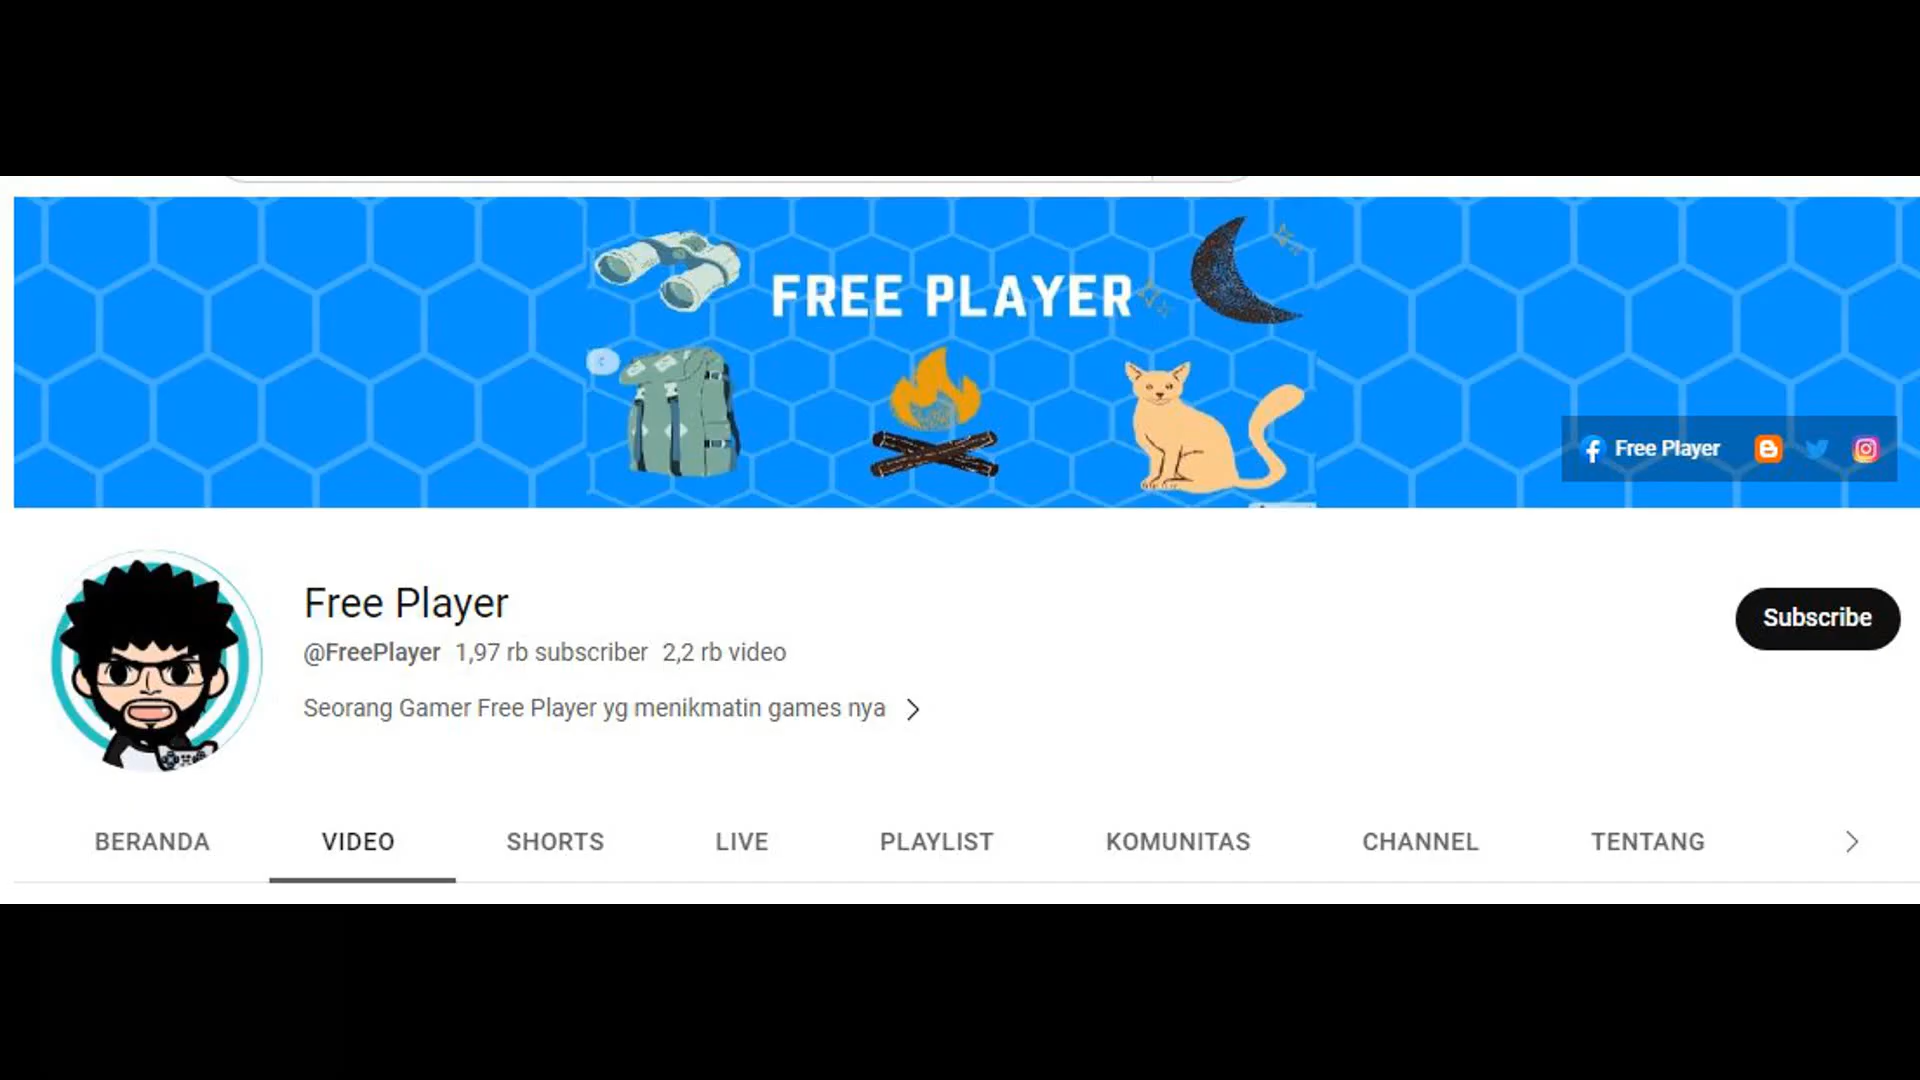 FREE PLAYER
Free Player
Free Player
@FreePlayer 1,97 rb subscriber 2,2 rb video
Subscribe
Seorang Gamer Free Player yg menikmatin games nya
BERANDA VIDEO SHORTS LIVE PLAYLIST KOMUNITAS CHANNEL TENTANG